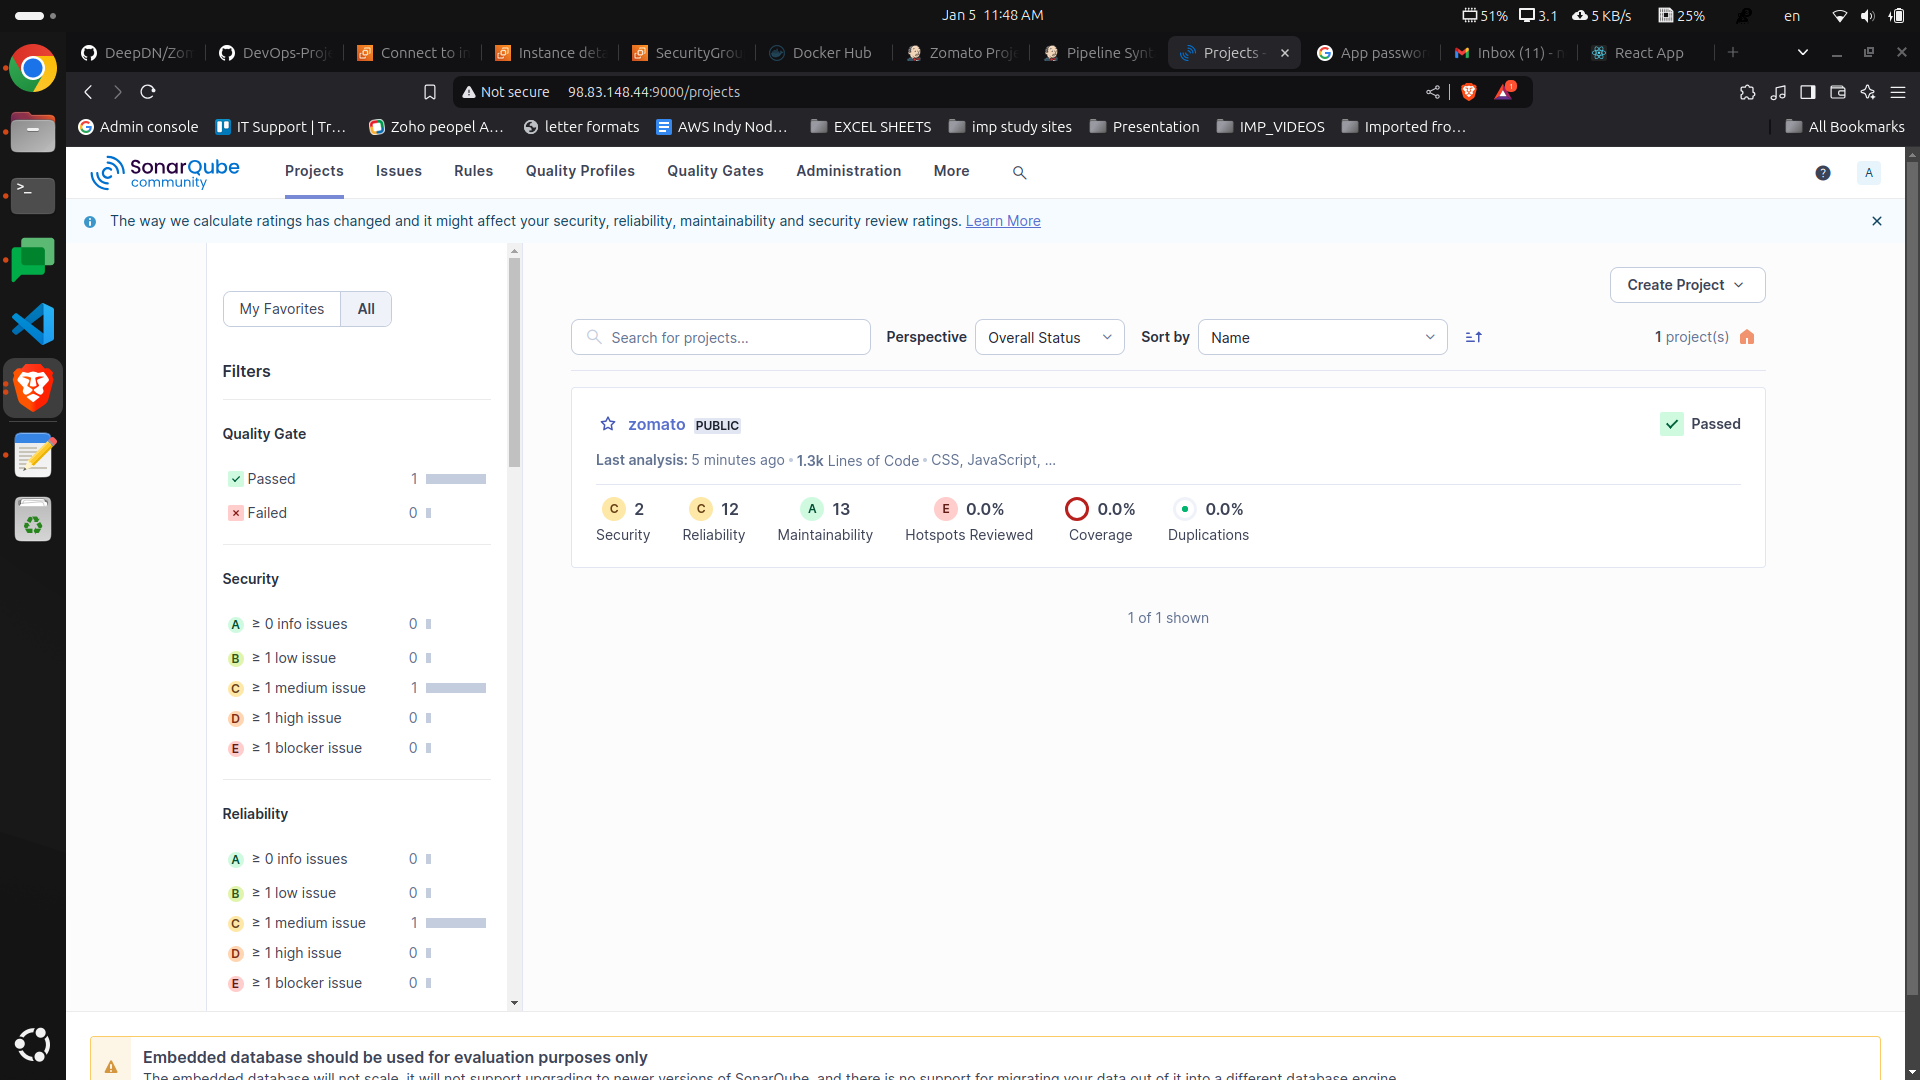 Jan 5 11:48 AM
51% 3.1 5 KB/s 25% en
DeepDN/Zom DevOps-Proje Connect to in Instance deta SecurityGrou Docker Hub Zomato Proje Pipeline Synt Projects - App passwor Inbox (11) - n React App
Not secure 98.83.148.44:9000/projects
1
Admin console IT Support | Tr… Zoho peopel A… letter formats AWS Indy Nod… EXCEL SHEETS imp study sites Presentation IMP_VIDEOS Imported fro… All Bookmarks
SonarQube community Projects Issues Rules Quality Profiles Quality Gates Administration More ? A
The way we calculate ratings has changed and it might affect your security, reliability, maintainability and security review ratings. Learn More
My Favorites All
Filters
Quality Gate
Passed 1
Failed 0
Security
A ≥ 0 info issues 0
B ≥ 1 low issue 0
C ≥ 1 medium issue 1
D ≥ 1 high issue 0
E ≥ 1 blocker issue 0
Reliability
A ≥ 0 info issues 0
B ≥ 1 low issue 0
C ≥ 1 medium issue 1
D ≥ 1 high issue 0
E ≥ 1 blocker issue 0
Create Project
Search for projects... Perspective Overall Status Sort by Name 1 project(s)
zomato PUBLIC Passed
Last analysis: 5 minutes ago • 1.3k Lines of Code • CSS, JavaScript, ...
C 2 C 12 A 13 E 0.0% 0.0% 0.0%
Security Reliability Maintainability Hotspots Reviewed Coverage Duplications
1 of 1 shown
Embedded database should be used for evaluation purposes only
The embedded database will not scale, it will not support upgrading to newer versions of SonarQube, and there is no support for migrating your data out of it into a different database engine.